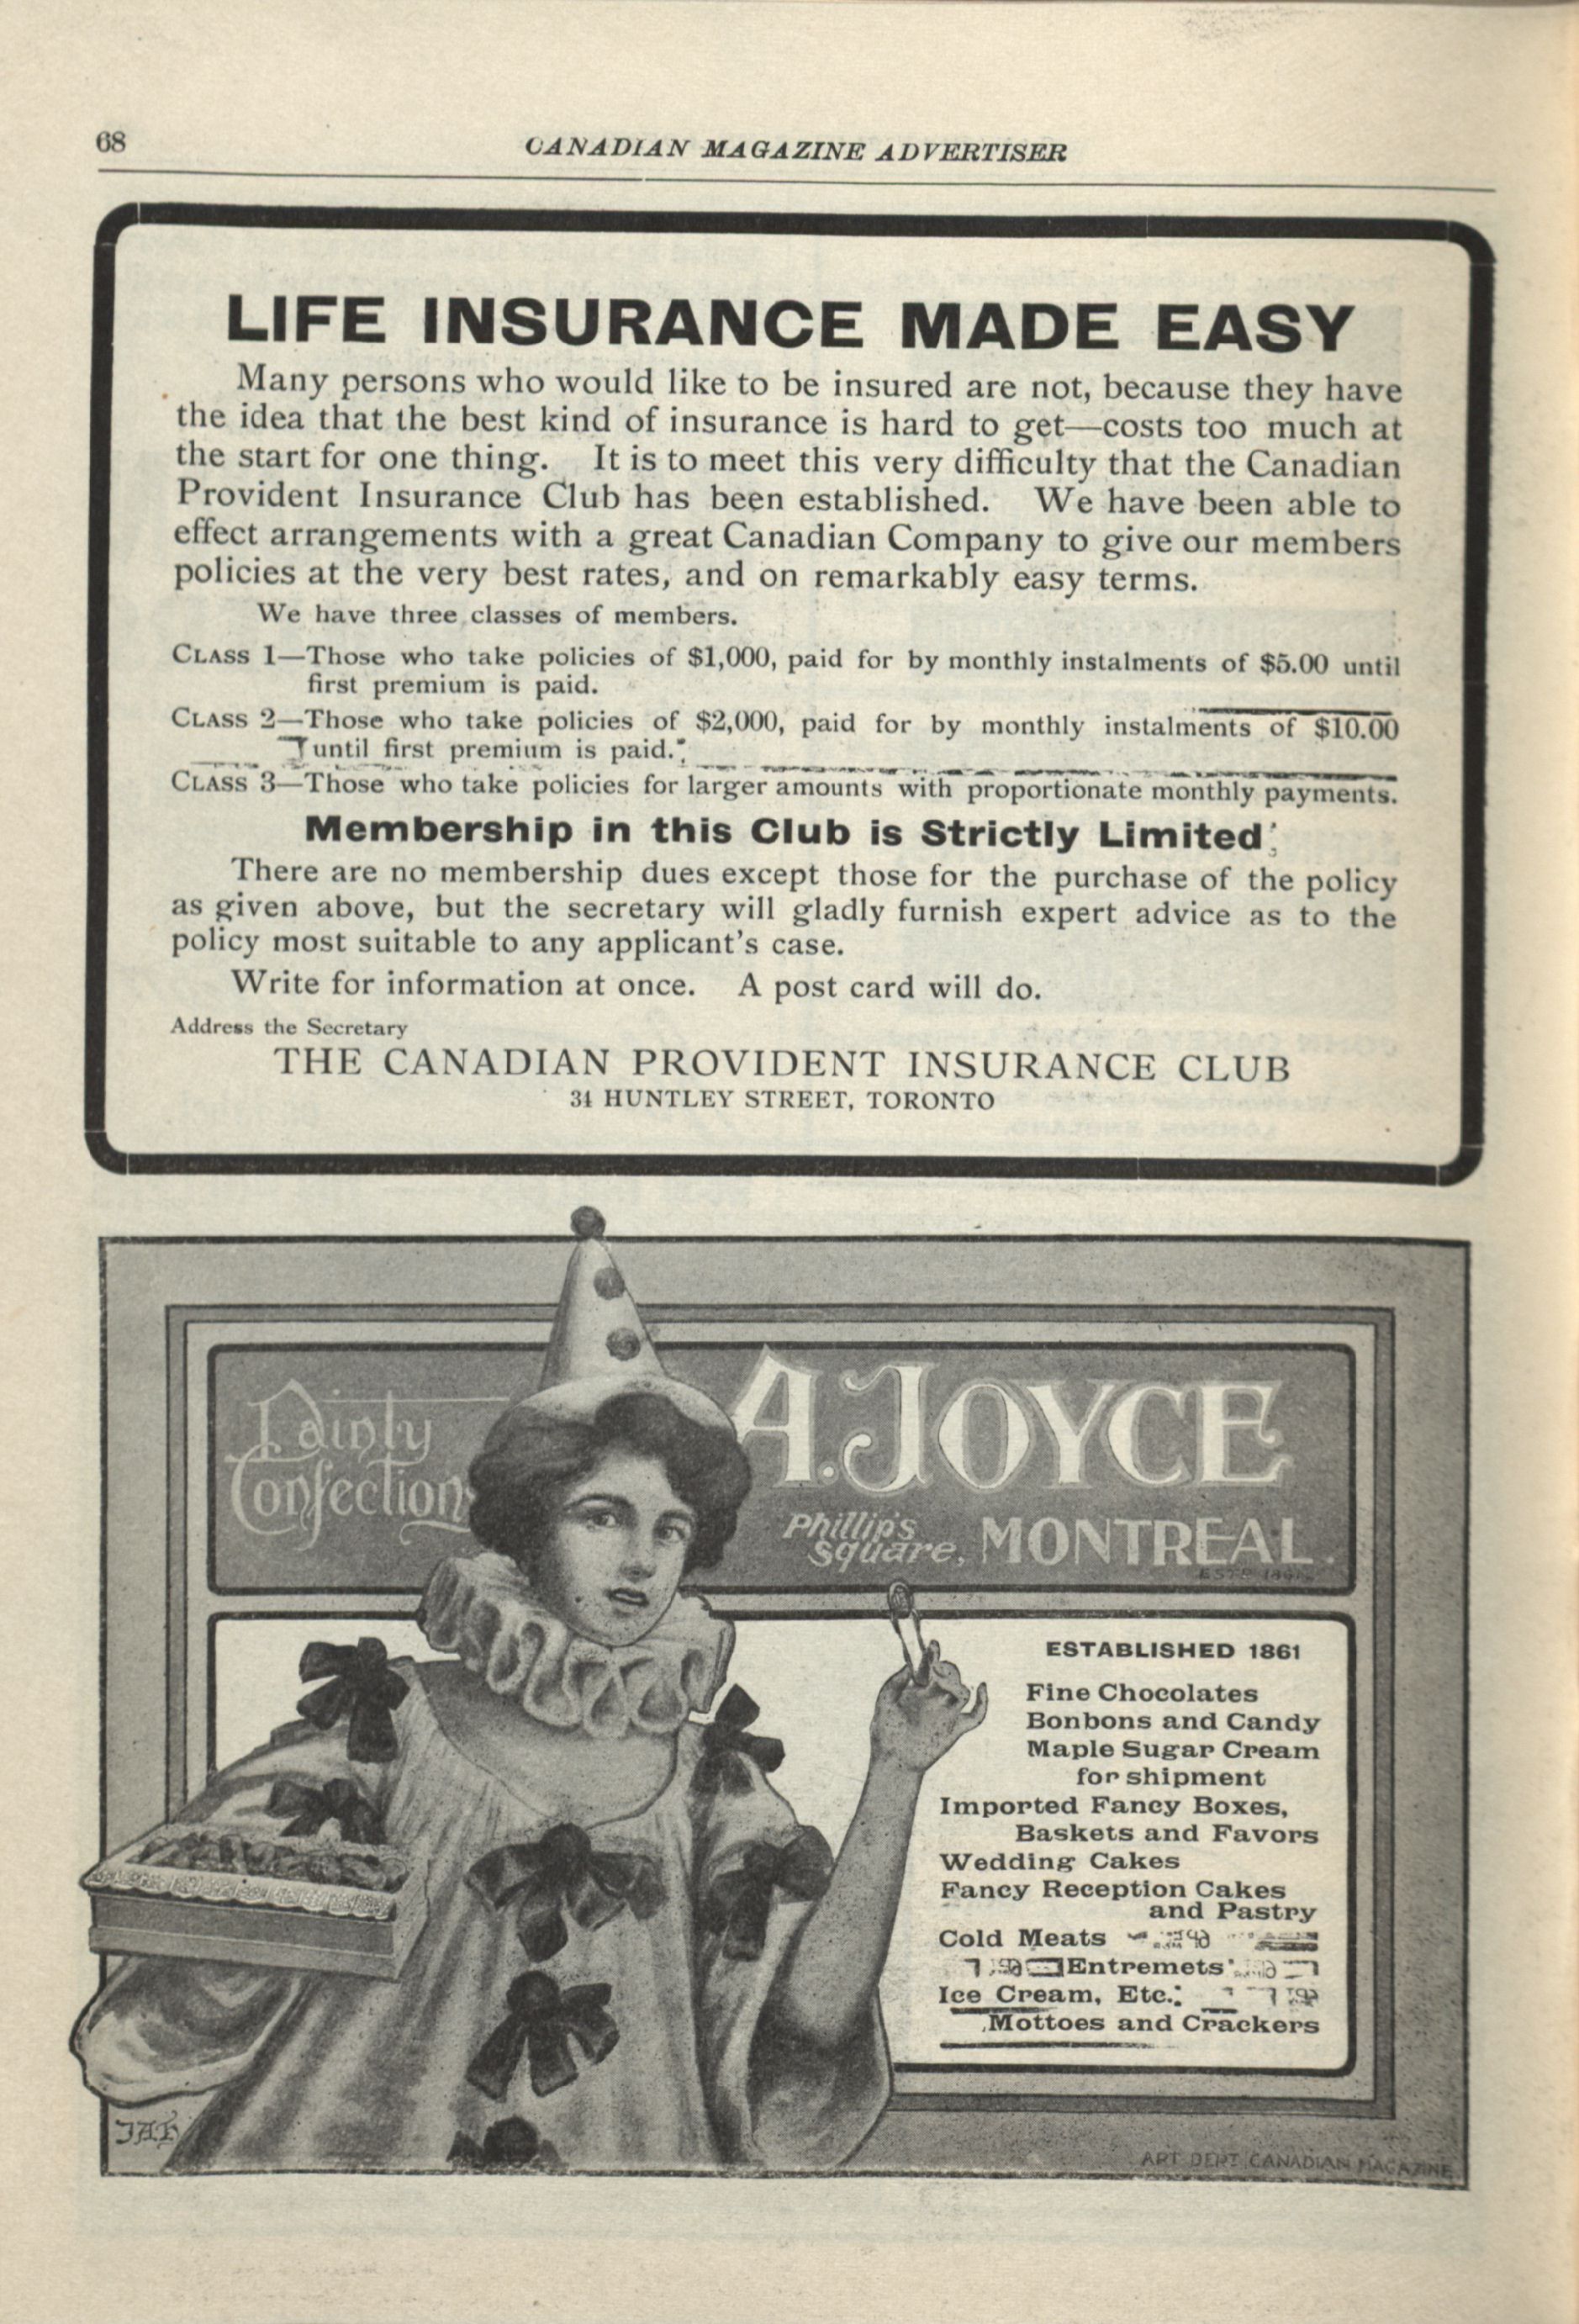 68
CANADIAN MAGAZINE ADVERTISER
LIFE INSURANCE MADE EASY
Many persons who would like to be insured are not, because they have
the idea that the best kind of insurance is hard to get—costs too much at
the start for one thing. It is to meet this very difficulty that the Canadian
Provident Insurance Club has been established. We have been able to
effect arrangements with a great Canadian Company to give our members
policies at the very best rates, and on remarkably easy terms.
We have three classes of members.
CLASS 1—Those who take policies of $1,000, paid for by monthly instalments of $5.00 until
first premium is paid.
CLASS 2—Those who take policies of $2,000, paid for by monthly instalments of $10.00
until first premium is paid.
CLASS 3—Those who take policies for larger amounts with proportionate monthly payments.
Membership in this Club is Strictly Limited
There are no membership dues except those for the purchase of the policy
as given above, but the secretary will gladly furnish expert advice as to the
policy most suitable to any applicant's case.
Write for information at once. A post card will do.
Address the Secretary
THE CANADIAN PROVIDENT INSURANCE CLUB
34 HUNTLEY STREET, TORONTO
Dainty
Confections
A. JOYCE
Phillip's
Square, MONTREAL.
ESTABLISHED 1861
Fine Chocolates
Bonbons and Candy
Maple Sugar Cream
for shipment
Imported Fancy Boxes,
Baskets and Favors
Wedding Cakes
Fancy Reception Cakes
and Pastry
Cold Meats
Entremets
Ice Cream, Etc.
Mottoes and Crackers
JAH
ART DEPT. CANADIAN MAGAZINE